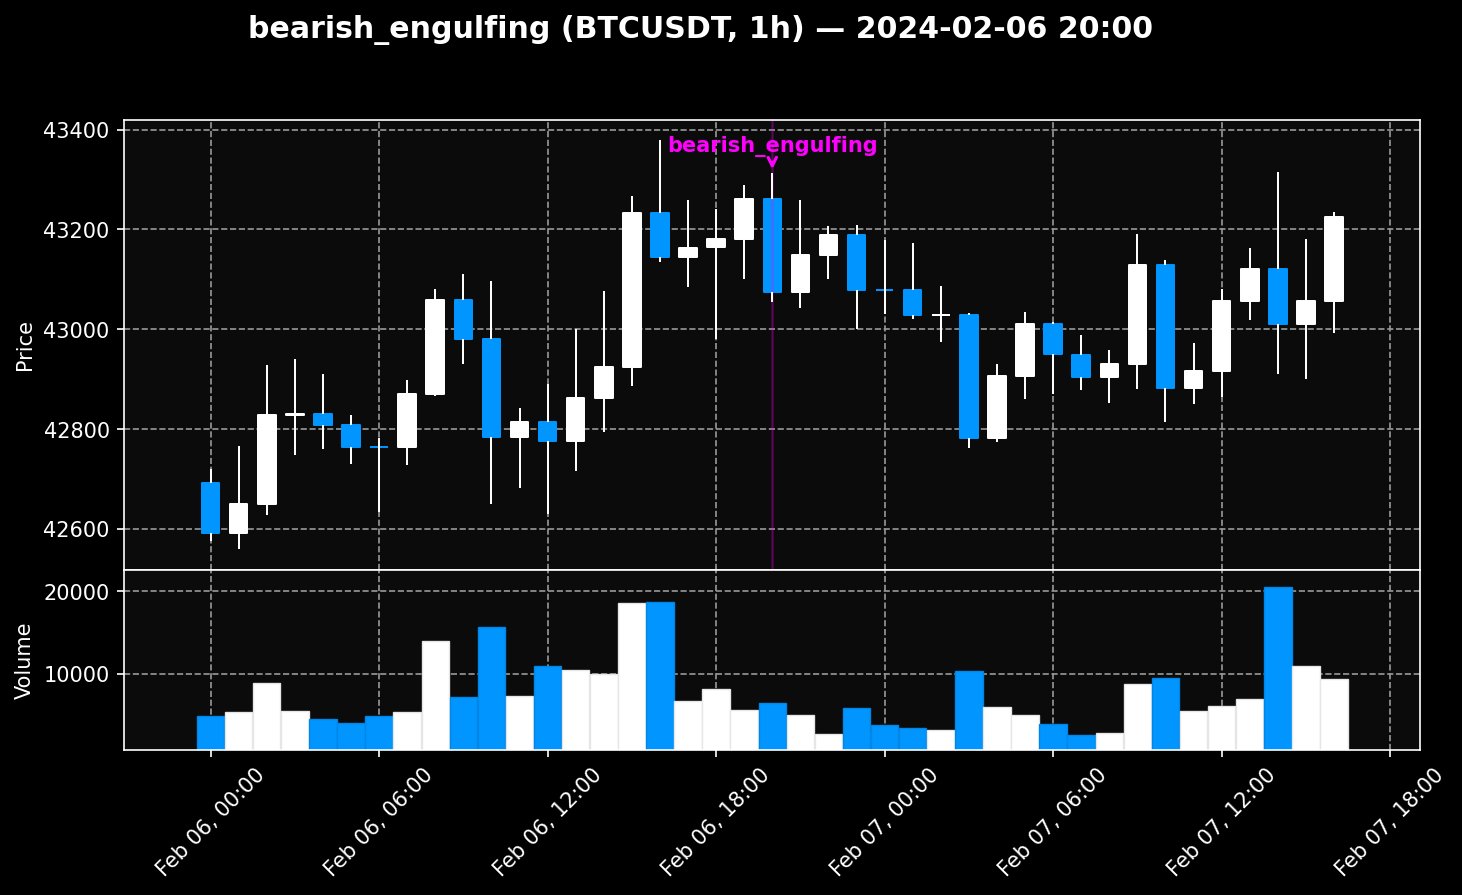 bearish_engulfing (BTCUSDT, 1h) — 2024-02-06 20:00
bearish_engulfing
43400
43200
43000
42800
42600
Price
20000
10000
Volume
Feb 06, 00:00
Feb 06, 06:00
Feb 06, 12:00
Feb 06, 18:00
Feb 07, 00:00
Feb 07, 06:00
Feb 07, 12:00
Feb 07, 18:00